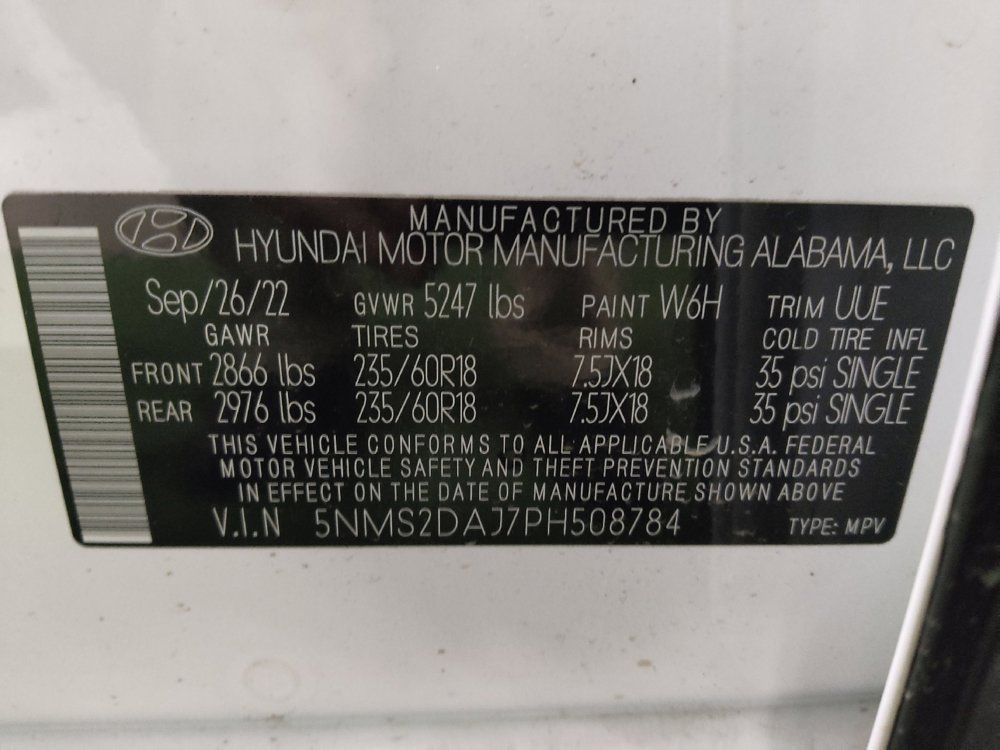 MANUFACTURED BY
HYUNDAI MOTOR MANUFACTURING ALABAMA, LLC
Sep/26/22 GVWR 5247 lbs PAINT W6H TRIM UUE
GAWR TIRES RIMS COLD TIRE INFL
FRONT 2866 lbs 235/60R18 7.5JX18 35 psi SINGLE
REAR 2976 lbs 235/60R18 7.5JX18 35 psi SINGLE
THIS VEHICLE CONFORMS TO ALL APPLICABLE U.S.A. FEDERAL
MOTOR VEHICLE SAFETY AND THEFT PREVENTION STANDARDS
IN EFFECT ON THE DATE OF MANUFACTURE SHOWN ABOVE
V.I.N 5NMS2DAJ7PH508784 TYPE: MPV